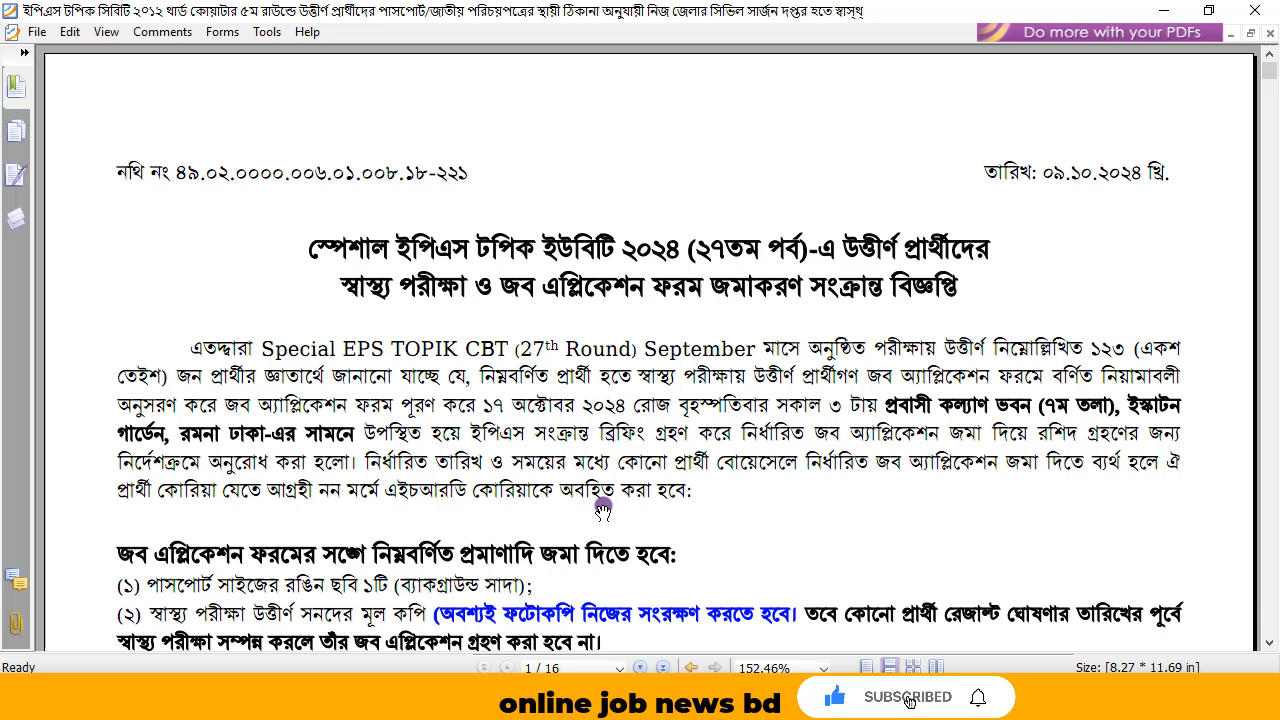 ইপিএস টপিক সিবিটি ২০১২ থার্ড কোয়াটার ৫ম রাউন্ডে উত্তীর্ণ প্রার্থীদের পাসপোর্ট/জাতীয় পরিচয়পত্রের স্থায়ী ঠিকানা অনুযায়ী নিজ জেলার সিভিল সার্জন দপ্তর হতে স্বাস্থ
File Edit View Comments Forms Tools Help
Do more with your PDFs
নথি নং ৪৯.০২.০০০০.০০৬.০১.০০৮.১৮-২২১
তারিখ: ০৯.১০.২০২৪ খ্রি.
স্পেশাল ইপিএস টপিক ইউবিটি ২০২৪ (২৭তম পর্ব)-এ উত্তীর্ণ প্রার্থীদের
স্বাস্থ্য পরীক্ষা ও জব এপ্লিকেশন ফরম জমাকরণ সংক্রান্ত বিজ্ঞপ্তি
এতদ্দ্বারা Special EPS TOPIK CBT (27th Round) September মাসে অনুষ্ঠিত পরীক্ষায় উত্তীর্ণ নিম্নোল্লিখিত ১২৩ (একশ
তেইশ) জন প্রার্থীর জ্ঞাতার্থে জানানো যাচ্ছে যে, নিম্নবর্ণিত প্রার্থী হতে স্বাস্থ্য পরীক্ষায় উত্তীর্ণ প্রার্থীগণ জব অ্যাপ্লিকেশন ফরমে বর্ণিত নিয়ামাবলী
অনুসরণ করে জব অ্যাপ্লিকেশন ফরম পূরণ করে ১৭ অক্টোবর ২০২৪ রোজ বৃহস্পতিবার সকাল ৩ টায় প্রবাসী কল্যাণ ভবন (৭ম তলা), ইস্কাটন
গার্ডেন, রমনা ঢাকা-এর সামনে উপস্থিত হয়ে ইপিএস সংক্রান্ত ব্রিফিং গ্রহণ করে নির্ধারিত জব অ্যাপ্লিকেশন জমা দিয়ে রশিদ গ্রহণের জন্য
নির্দেশক্রমে অনুরোধ করা হলো। নির্ধারিত তারিখ ও সময়ের মধ্যে কোনো প্রার্থী বোয়েসেলে নির্ধারিত জব অ্যাপ্লিকেশন জমা দিতে ব্যর্থ হলে ঐ
প্রার্থী কোরিয়া যেতে আগ্রহী নন মর্মে এইচআরডি কোরিয়াকে অবহিত করা হবে:
জব এপ্লিকেশন ফরমের সঙ্গে নিম্নবর্ণিত প্রমাণাদি জমা দিতে হবে:
(১) পাসপোর্ট সাইজের রঙিন ছবি ১টি (ব্যাকগ্রাউন্ড সাদা);
(২) স্বাস্থ্য পরীক্ষা উত্তীর্ণ সনদের মূল কপি (অবশ্যই ফটোকপি নিজের সংরক্ষণ করতে হবে। তবে কোনো প্রার্থী রেজাল্ট ঘোষণার তারিখের পূর্বে
স্বাস্থ্য পরীক্ষা সম্পন্ন করলে তাঁর জব এপ্লিকেশন গ্রহণ করা হবে না।
Ready 1 / 16 152.46% Size: [8.27 * 11.69 in]
online job news bd SUBSCRIBED